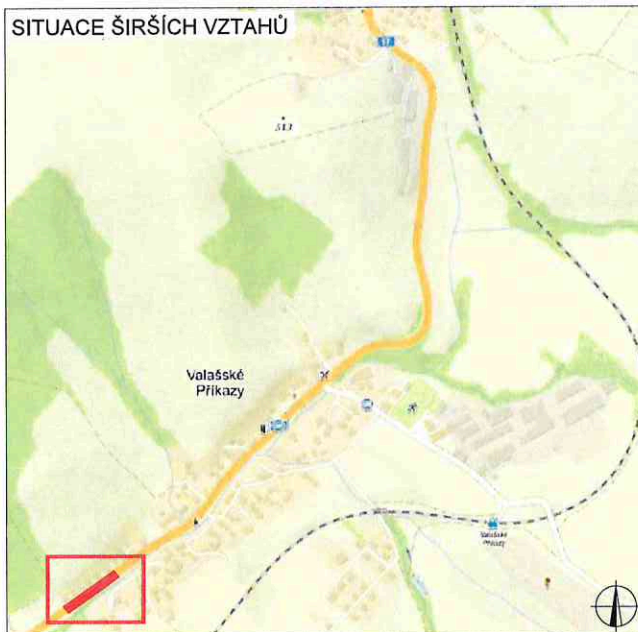 SITUACE ŠIRŠÍCH VZTAHŮ
57
513
Valašské
Příkazy
Valašské
Příkazy